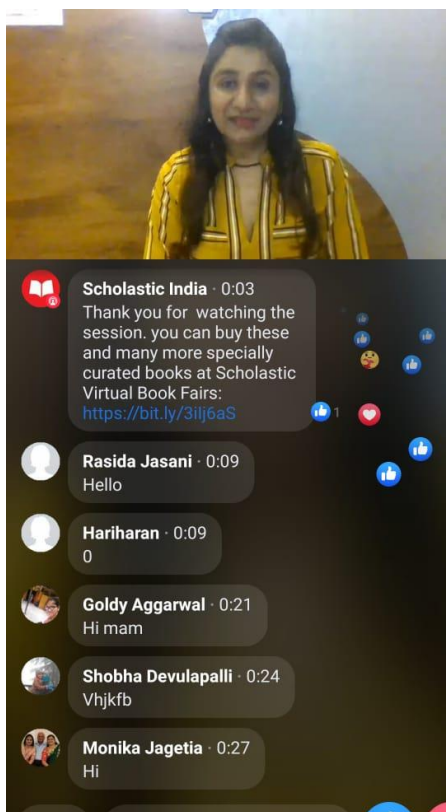 Scholastic India · 0:03
Thank you for watching the
session. you can buy these
and many more specially
curated books at Scholastic
Virtual Book Fairs:
https://bit.ly/3iIj6aS
1
Rasida Jasani · 0:09
Hello
Hariharan · 0:09
0
Goldy Aggarwal · 0:21
Hi mam
Shobha Devulapalli · 0:24
Vhjkfb
Monika Jagetia · 0:27
Hi